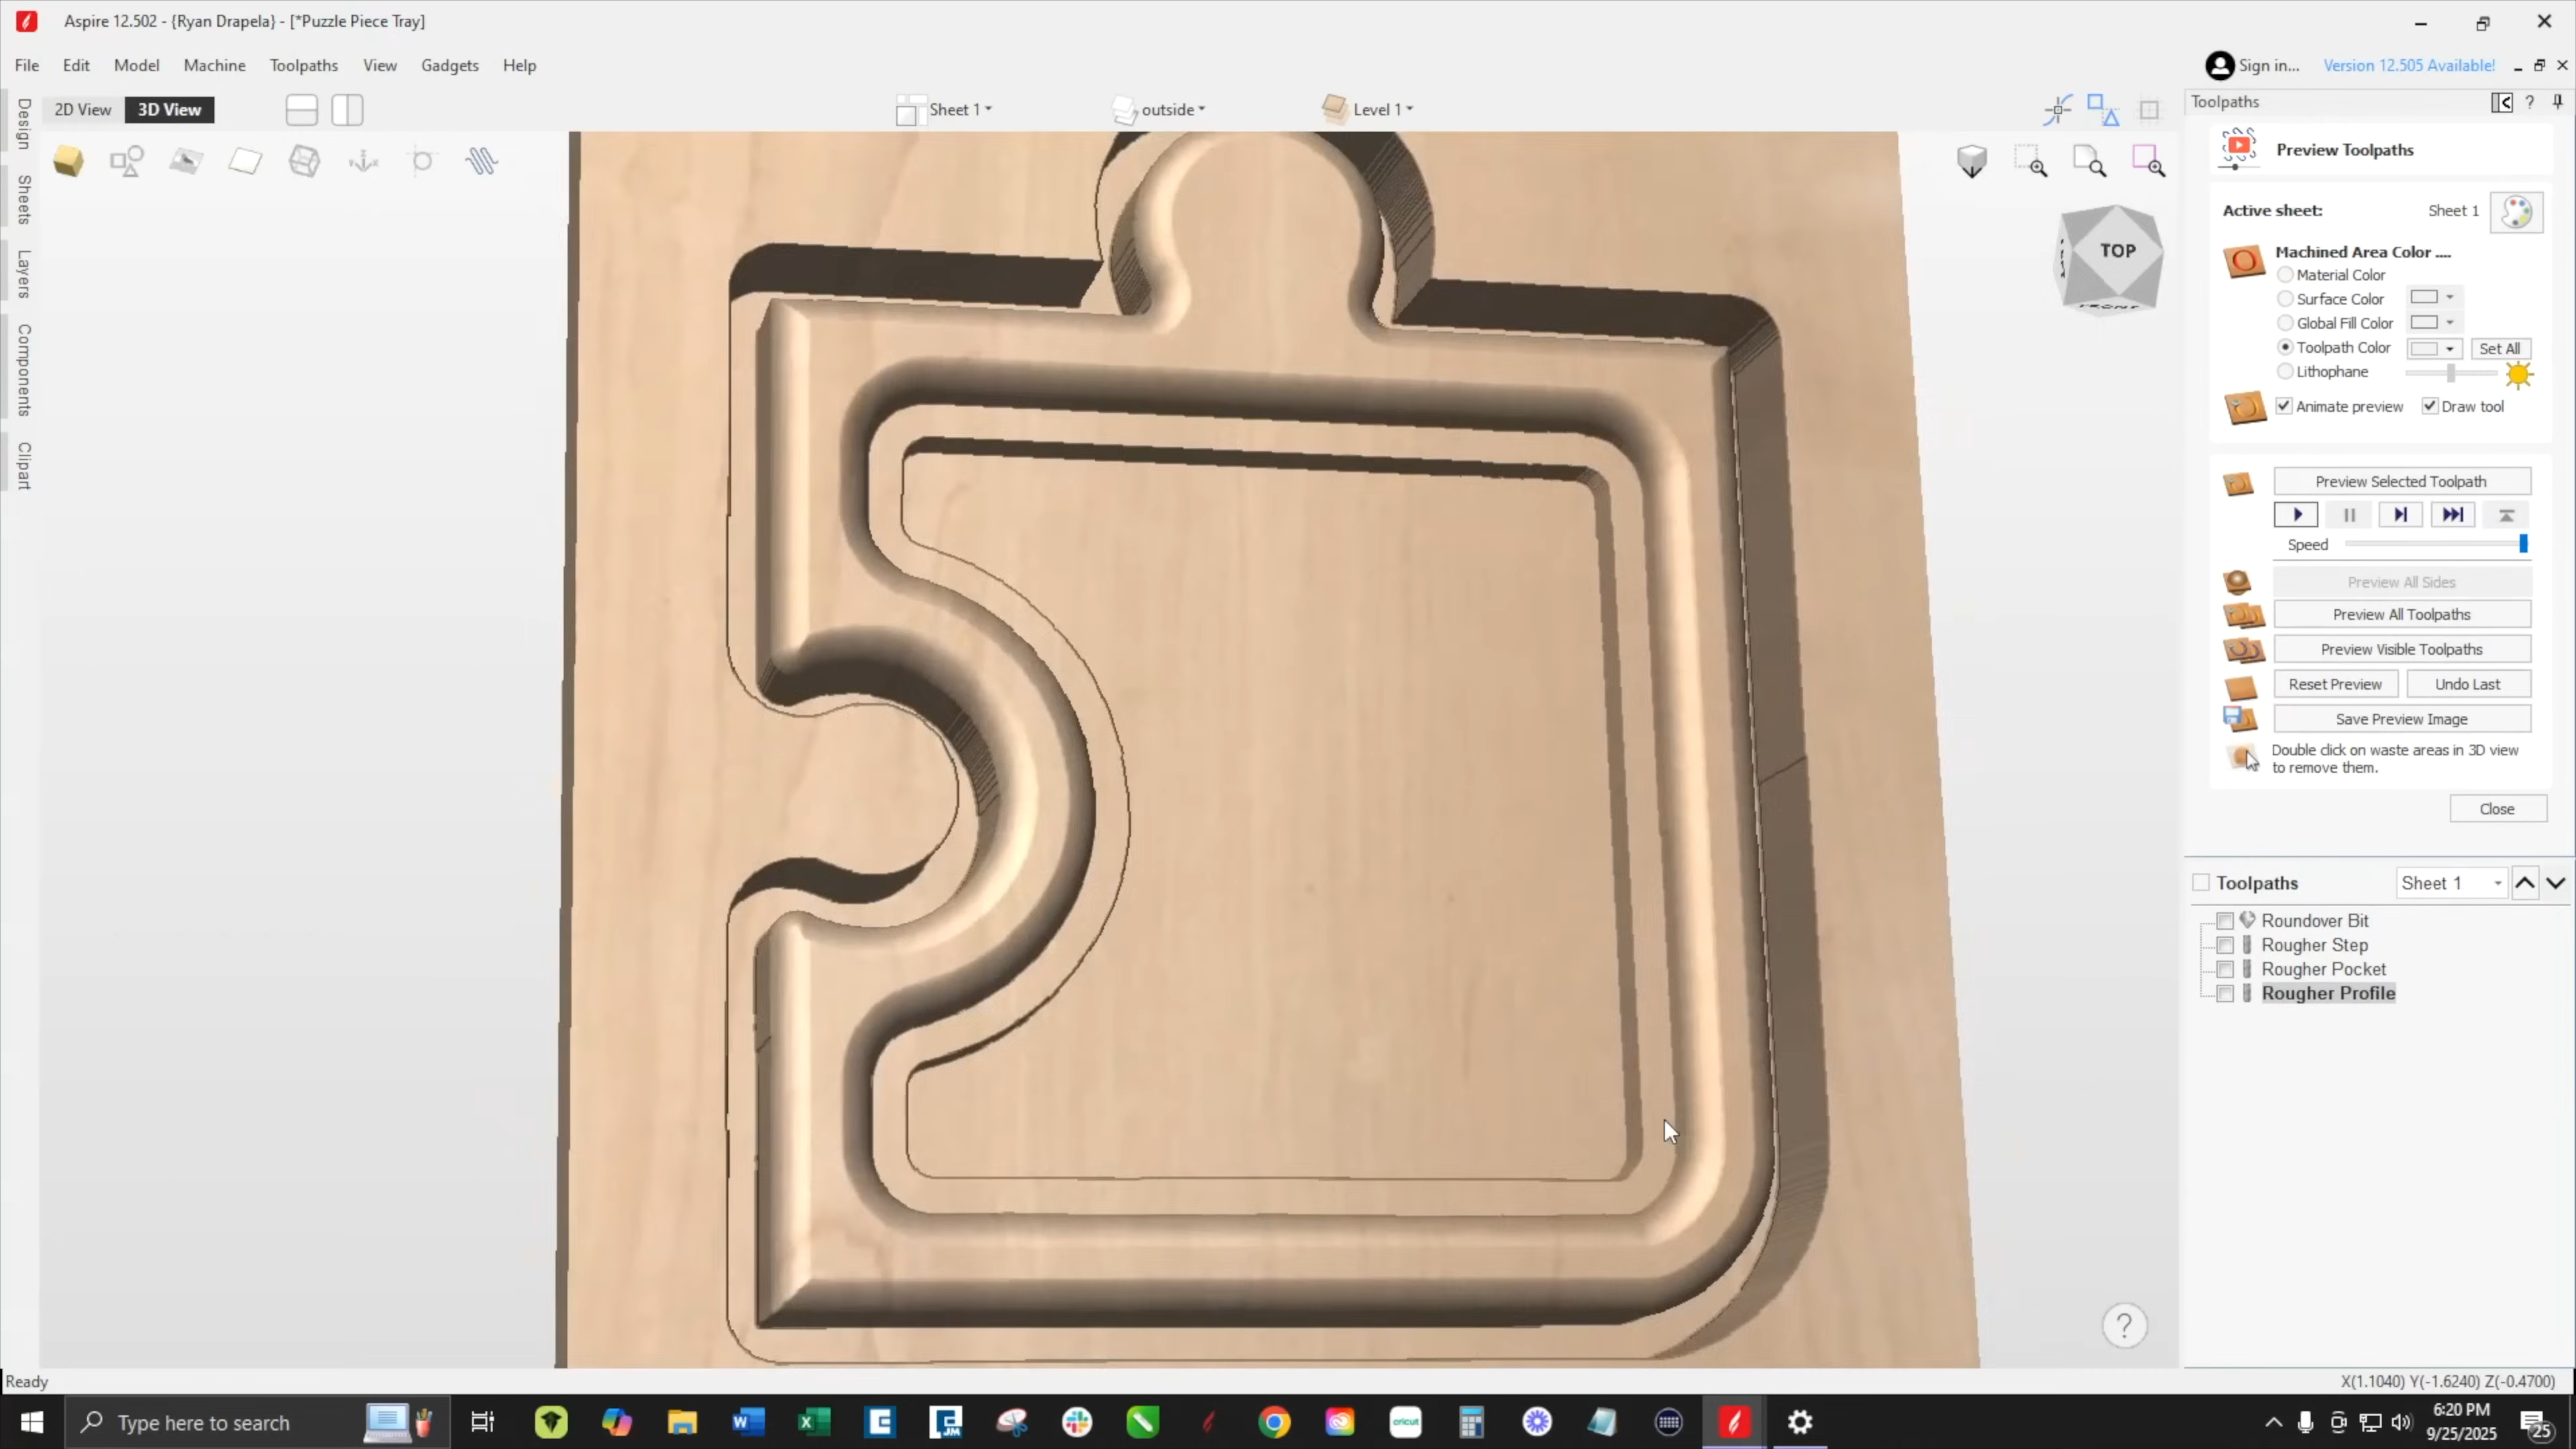 Aspire 12.502 - {Ryan Drapela} - [*Puzzle Piece Tray]
File Edit Model Machine Toolpaths View Gadgets Help
Sign in... Version 12.505 Available!
2D View 3D View Sheet 1 outside Level 1
Design
Sheets
Layers
Components
Clipart
TOP
Toolpaths
?
Preview Toolpaths
Active sheet: Sheet 1
Machined Area Color ....
Material Color
Surface Color
Global Fill Color
Toolpath Color Set All
Lithophane
Animate preview Draw tool
Preview Selected Toolpath
Speed
Preview All Sides
Preview All Toolpaths
Preview Visible Toolpaths
Reset Preview Undo Last
Save Preview Image
Double click on waste areas in 3D view
to remove them.
Close
Toolpaths Sheet 1
Roundover Bit
Rougher Step
Rougher Pocket
Rougher Profile
?
Ready
X(1.1040) Y(-1.6240) Z(-0.4700)
Type here to search
cricut
JM
6:20 PM
9/25/2025
25